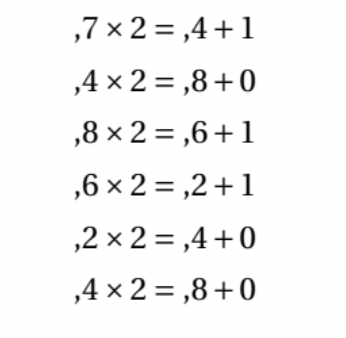 ,7 × 2 = ,4 + 1
,4 × 2 = ,8 + 0
,8 × 2 = ,6 + 1
,6 × 2 = ,2 + 1
,2 × 2 = ,4 + 0
,4 × 2 = ,8 + 0